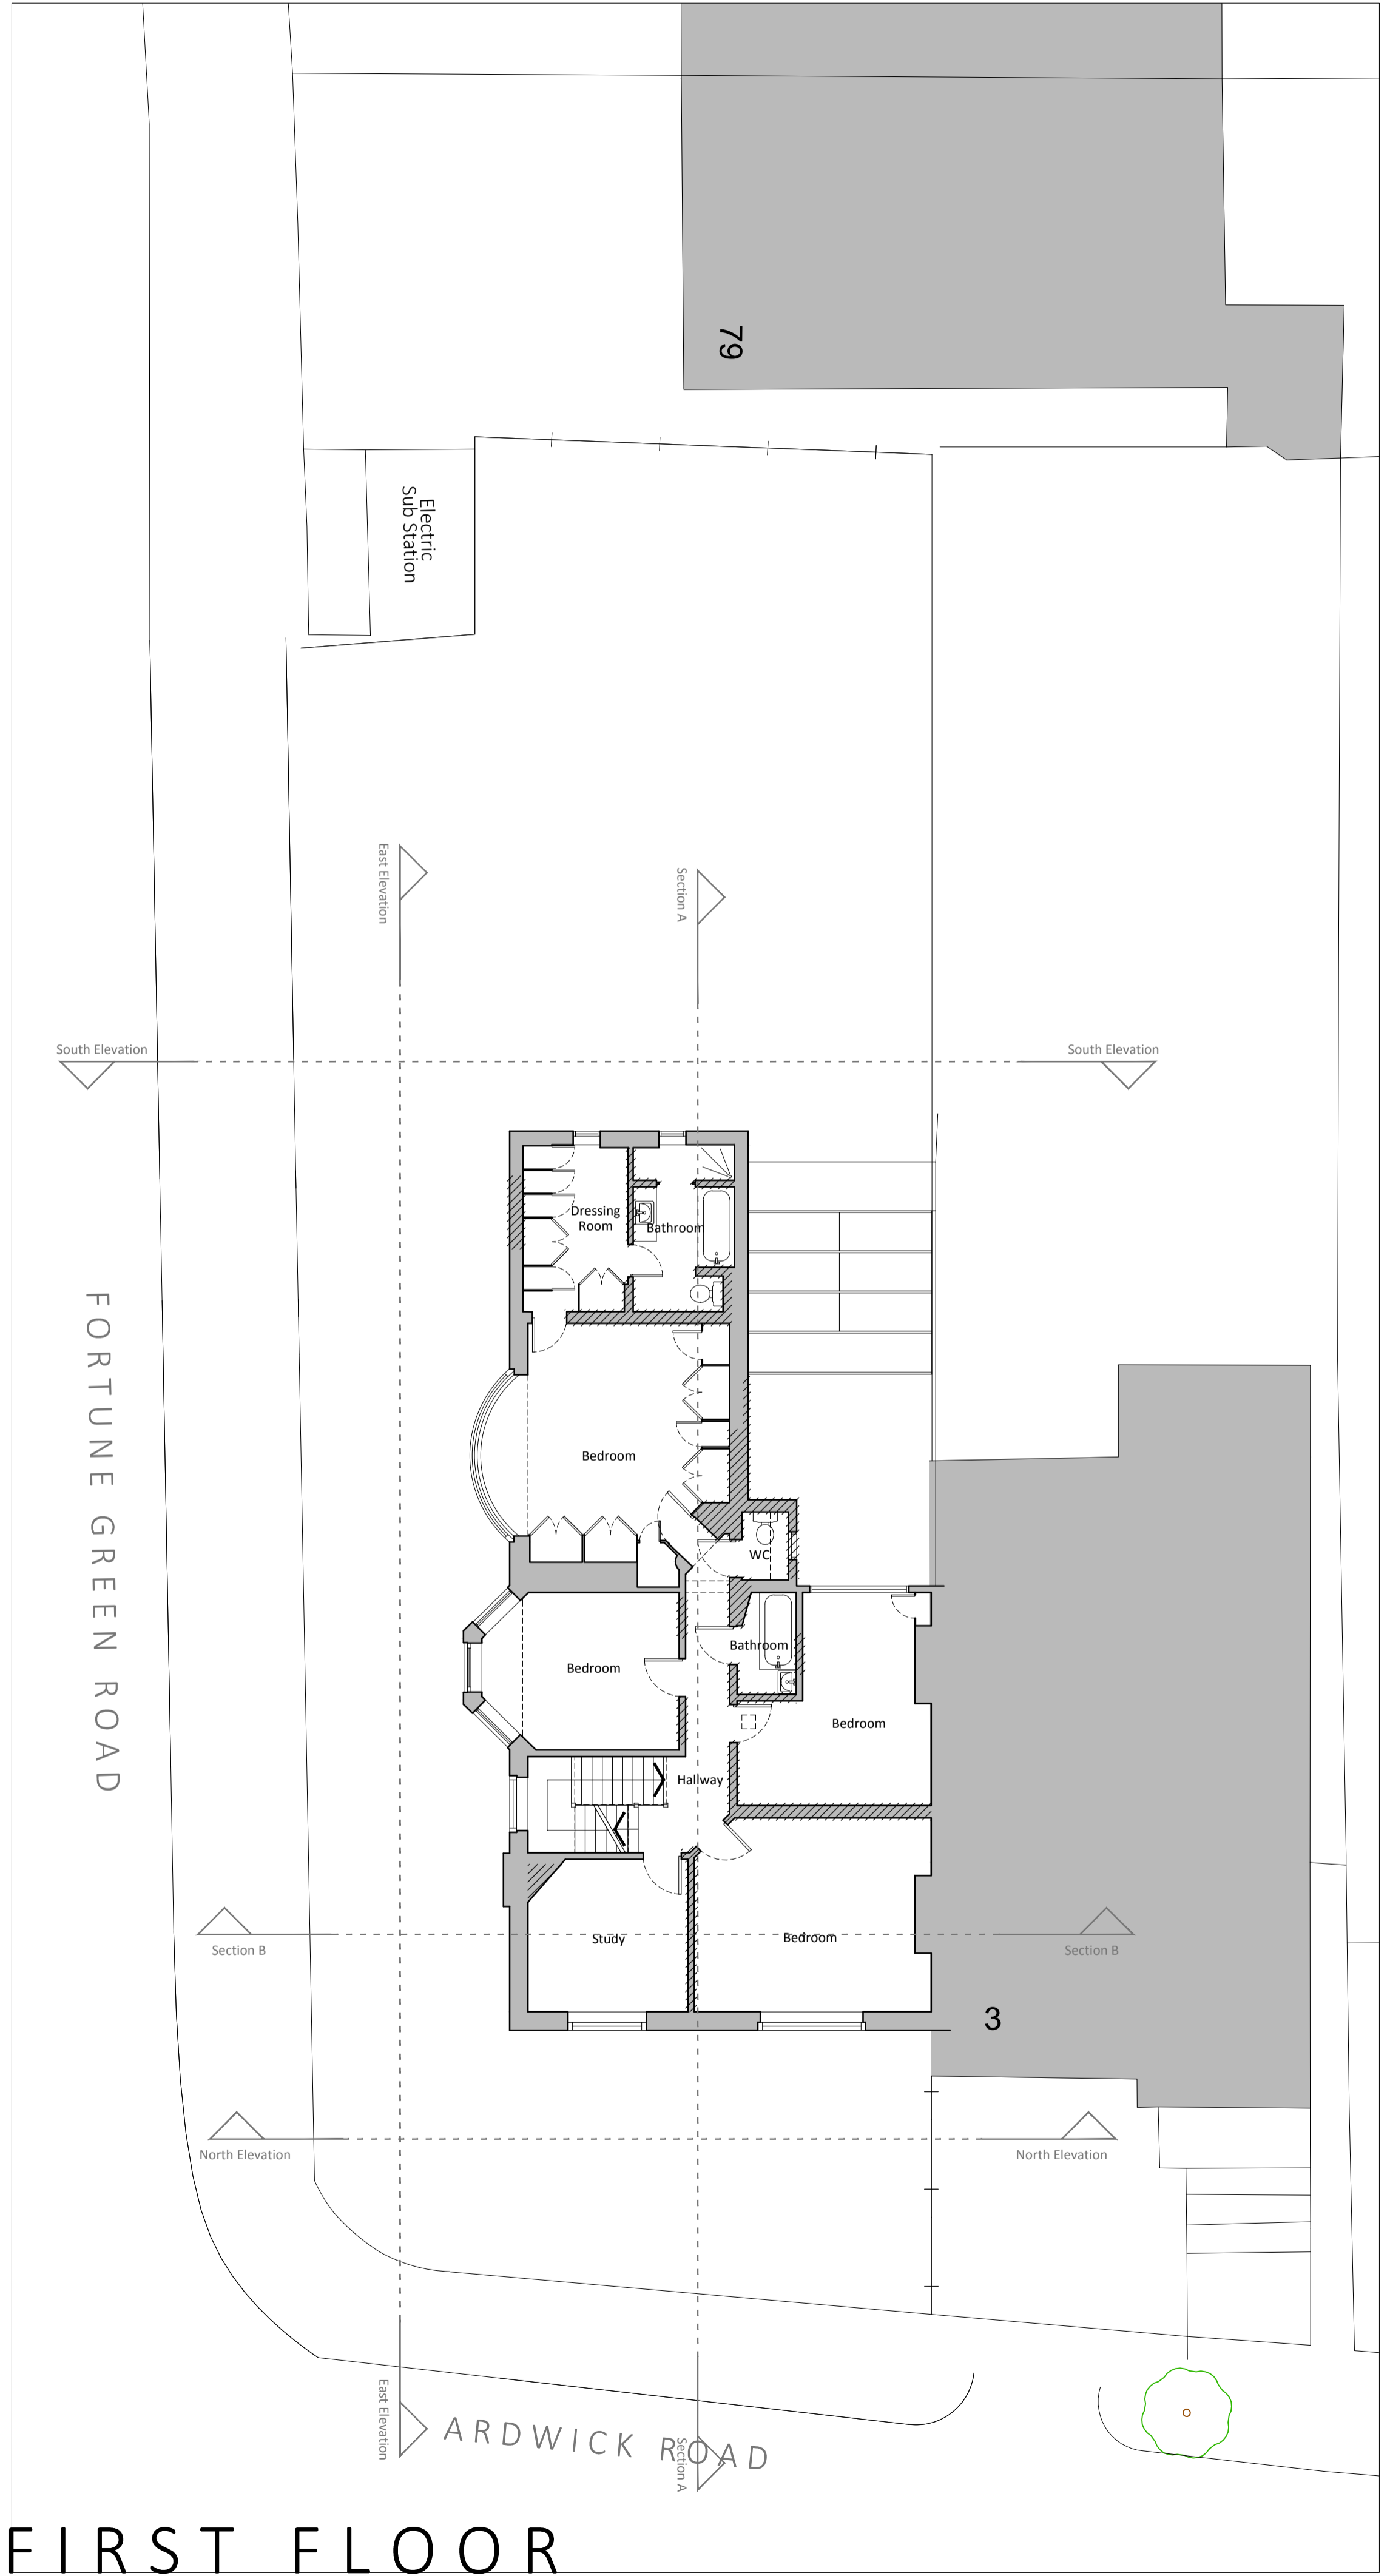 79
Electric
Sub Station
East Elevation
Section A
South Elevation
South Elevation
Dressing
Room
Bathroom
FORTUNE GREEN ROAD
Bedroom
WC
Bathroom
Bedroom
Bedroom
Hallway
Study
Bedroom
Section B
Section B
3
North Elevation
North Elevation
East Elevation
ARDWICK ROAD
Section A
FIRST FLOOR